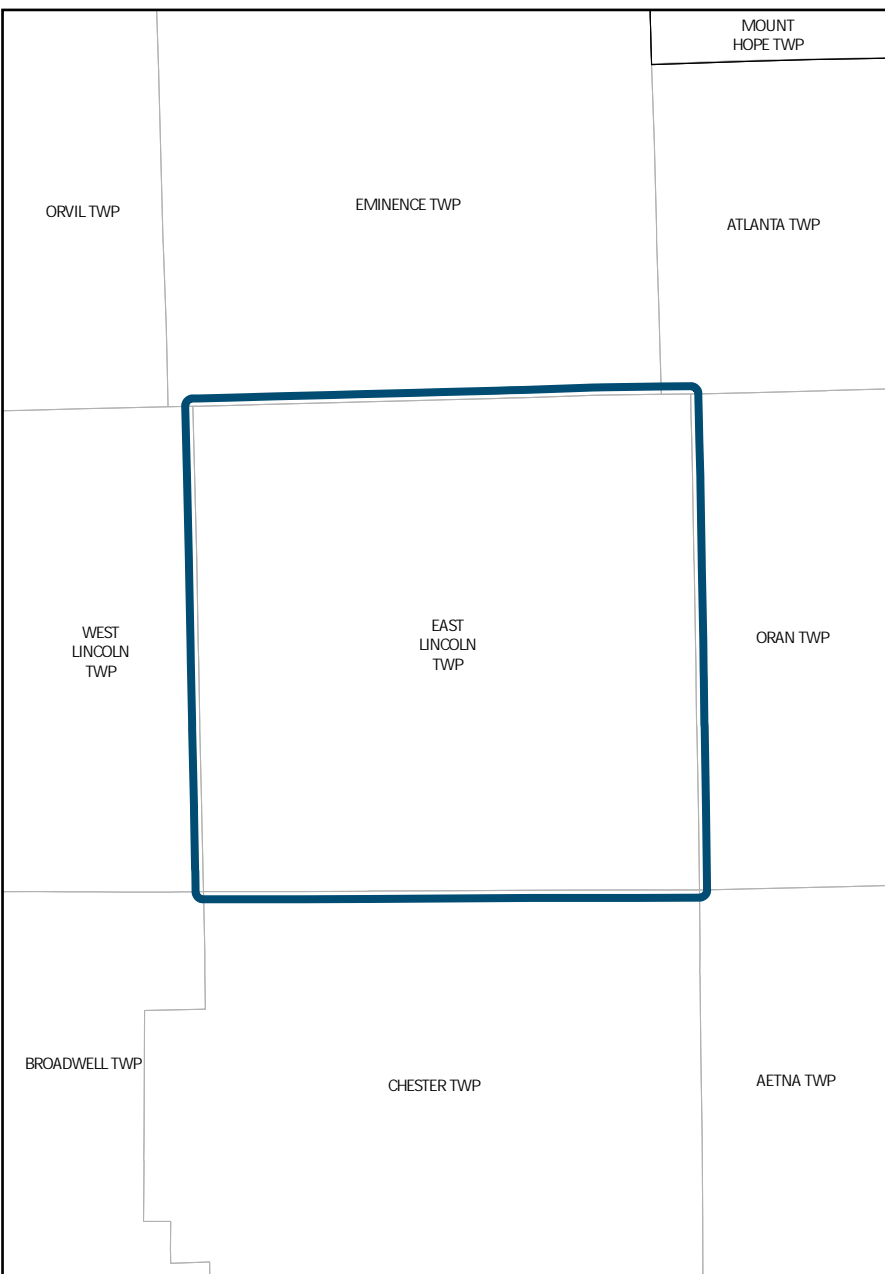 MOUNT
HOPE TWP
ORVIL TWP
EMINENCE TWP
ATLANTA TWP
WEST
LINCOLN
TWP
EAST
LINCOLN
TWP
ORAN TWP
BROADWELL TWP
CHESTER TWP
AETNA TWP